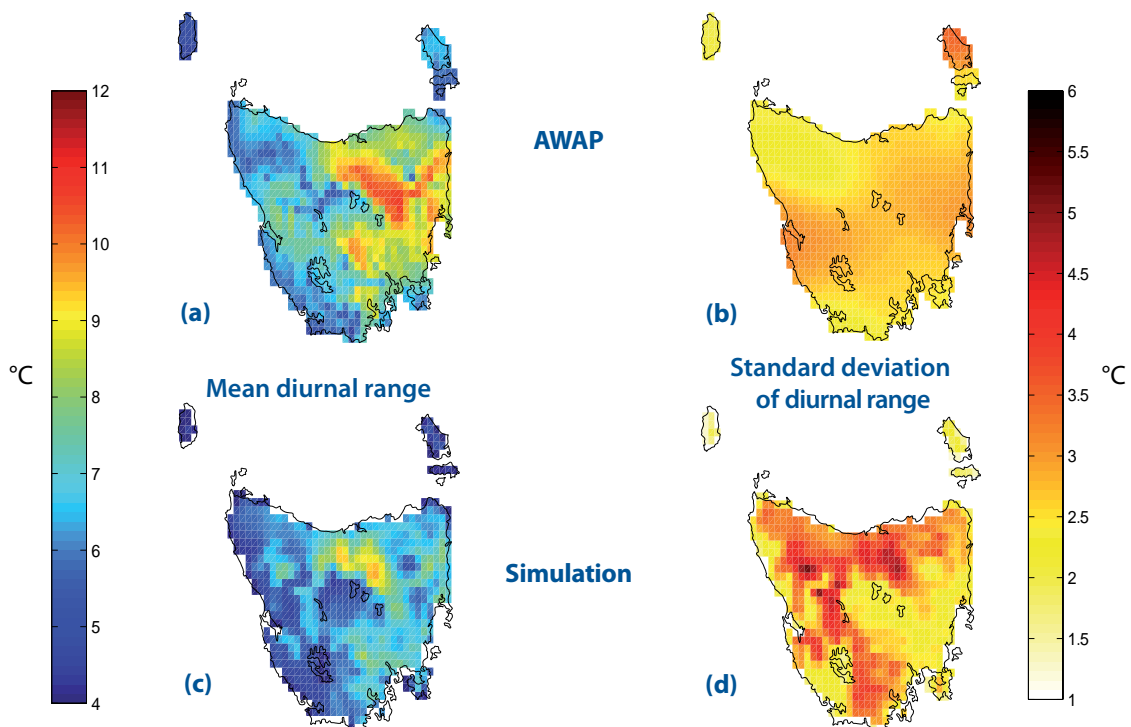 12
11
10
9
8
7
6
5
4
°C
(a)
AWAP
(b)
6
5.5
5
4.5
4
3.5
3
2.5
2
1.5
1
°C
Mean diurnal range
Standard deviation
of diurnal range
Simulation
(c)
(d)